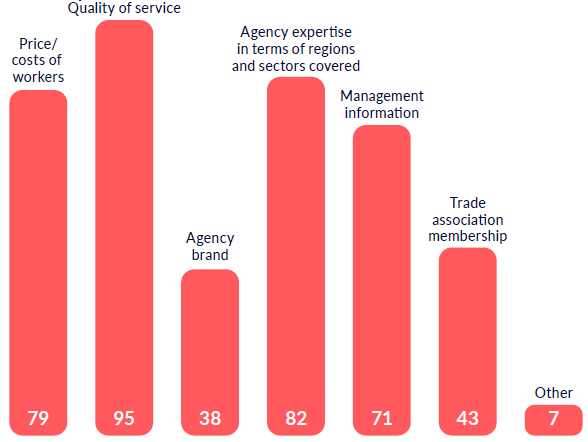 Quality of service
Price/
costs of
workers
Agency expertise
in terms of regions
and sectors covered
Management
information
Agency
brand
Trade
association
membership
Other
79
95
38
82
71
43
7